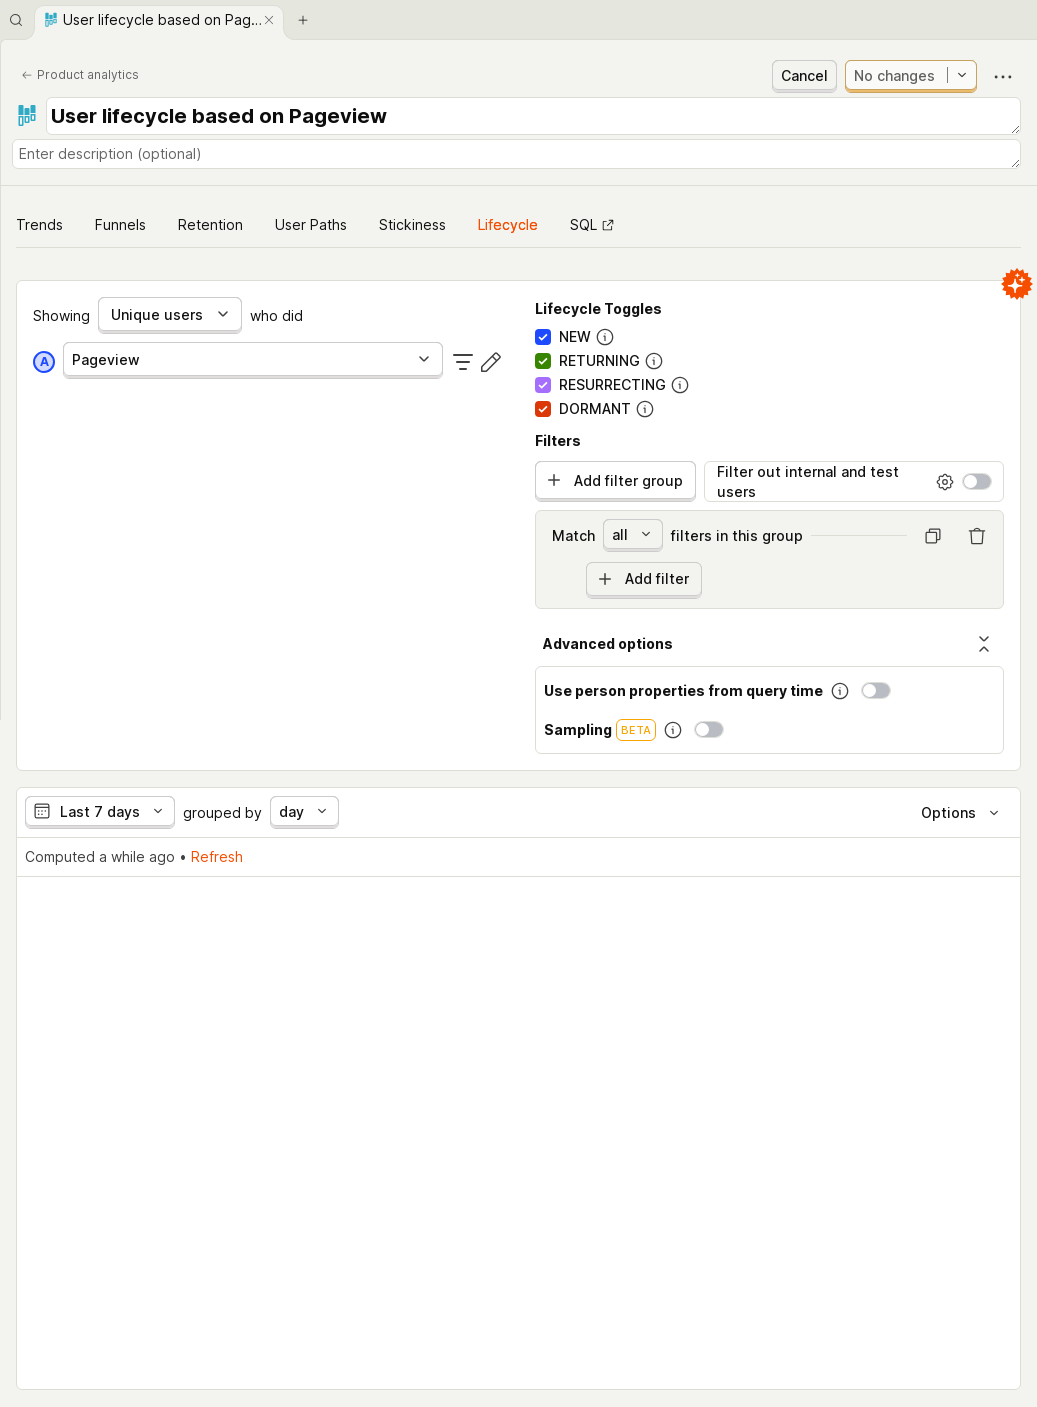 User lifecycle based on Pag...
Product analytics
Cancel
No changes
User lifecycle based on Pageview
Enter description (optional)
Trends Funnels Retention User Paths Stickiness Lifecycle SQL
Showing Unique users who did
A Pageview
Lifecycle Toggles
NEW
RETURNING
RESURRECTING
DORMANT
Filters
Add filter group
Filter out internal and test
users
Match all filters in this group
Add filter
Advanced options
Use person properties from query time
Sampling BETA
Last 7 days grouped by day Options
Computed a while ago • Refresh